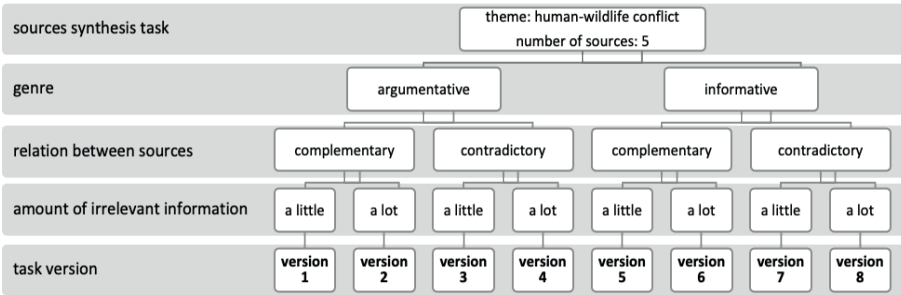 sources synthesis task
theme: human-wildlife conflict
number of sources: 5
genre
argumentative
informative
relation between sources
complementary
contradictory
complementary
contradictory
amount of irrelevant information
a little
a lot
a little
a lot
a little
a lot
a little
a lot
task version
version
1
version
2
version
3
version
4
version
5
version
6
version
7
version
8